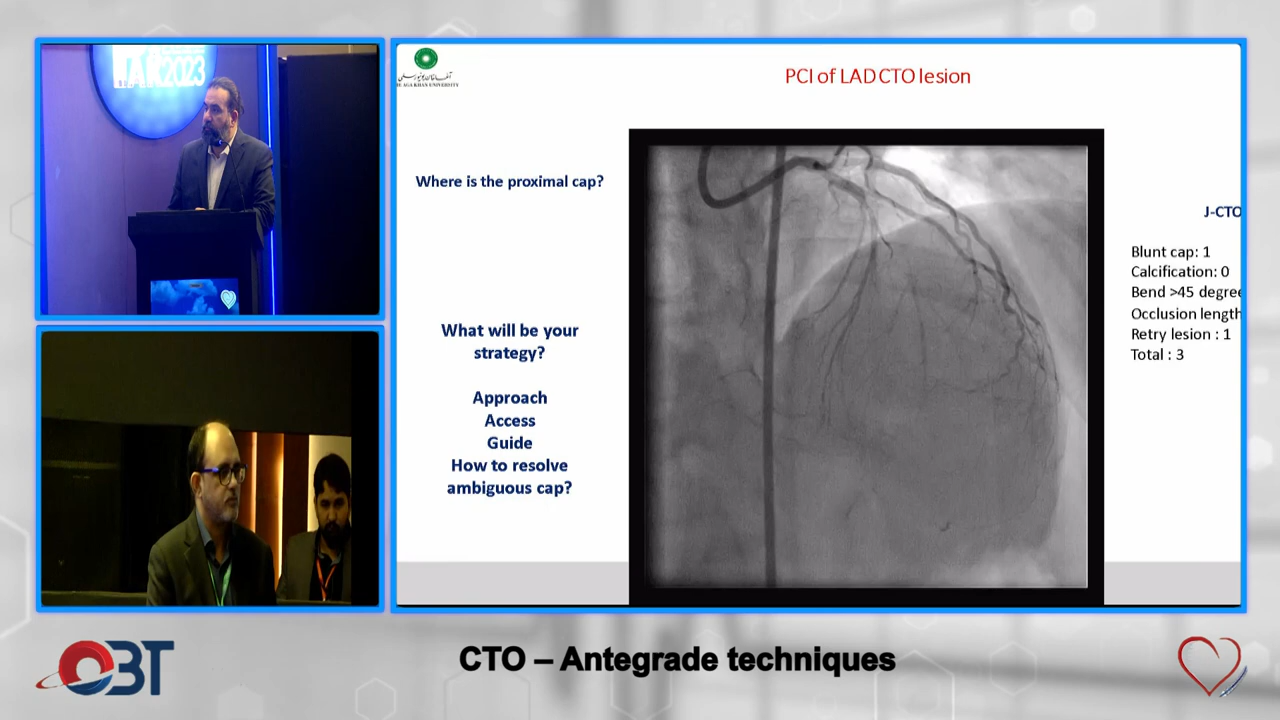 2023
PCI of LAD CTO lesion
Where is the proximal cap?
What will be your
strategy?
Approach
Access
Guide
How to resolve
ambiguous cap?
J-CTO
Blunt cap: 1
Calcification: 0
Bend >45 degree
Occlusion length
Retry lesion : 1
Total : 3
OBT
CTO – Antegrade techniques